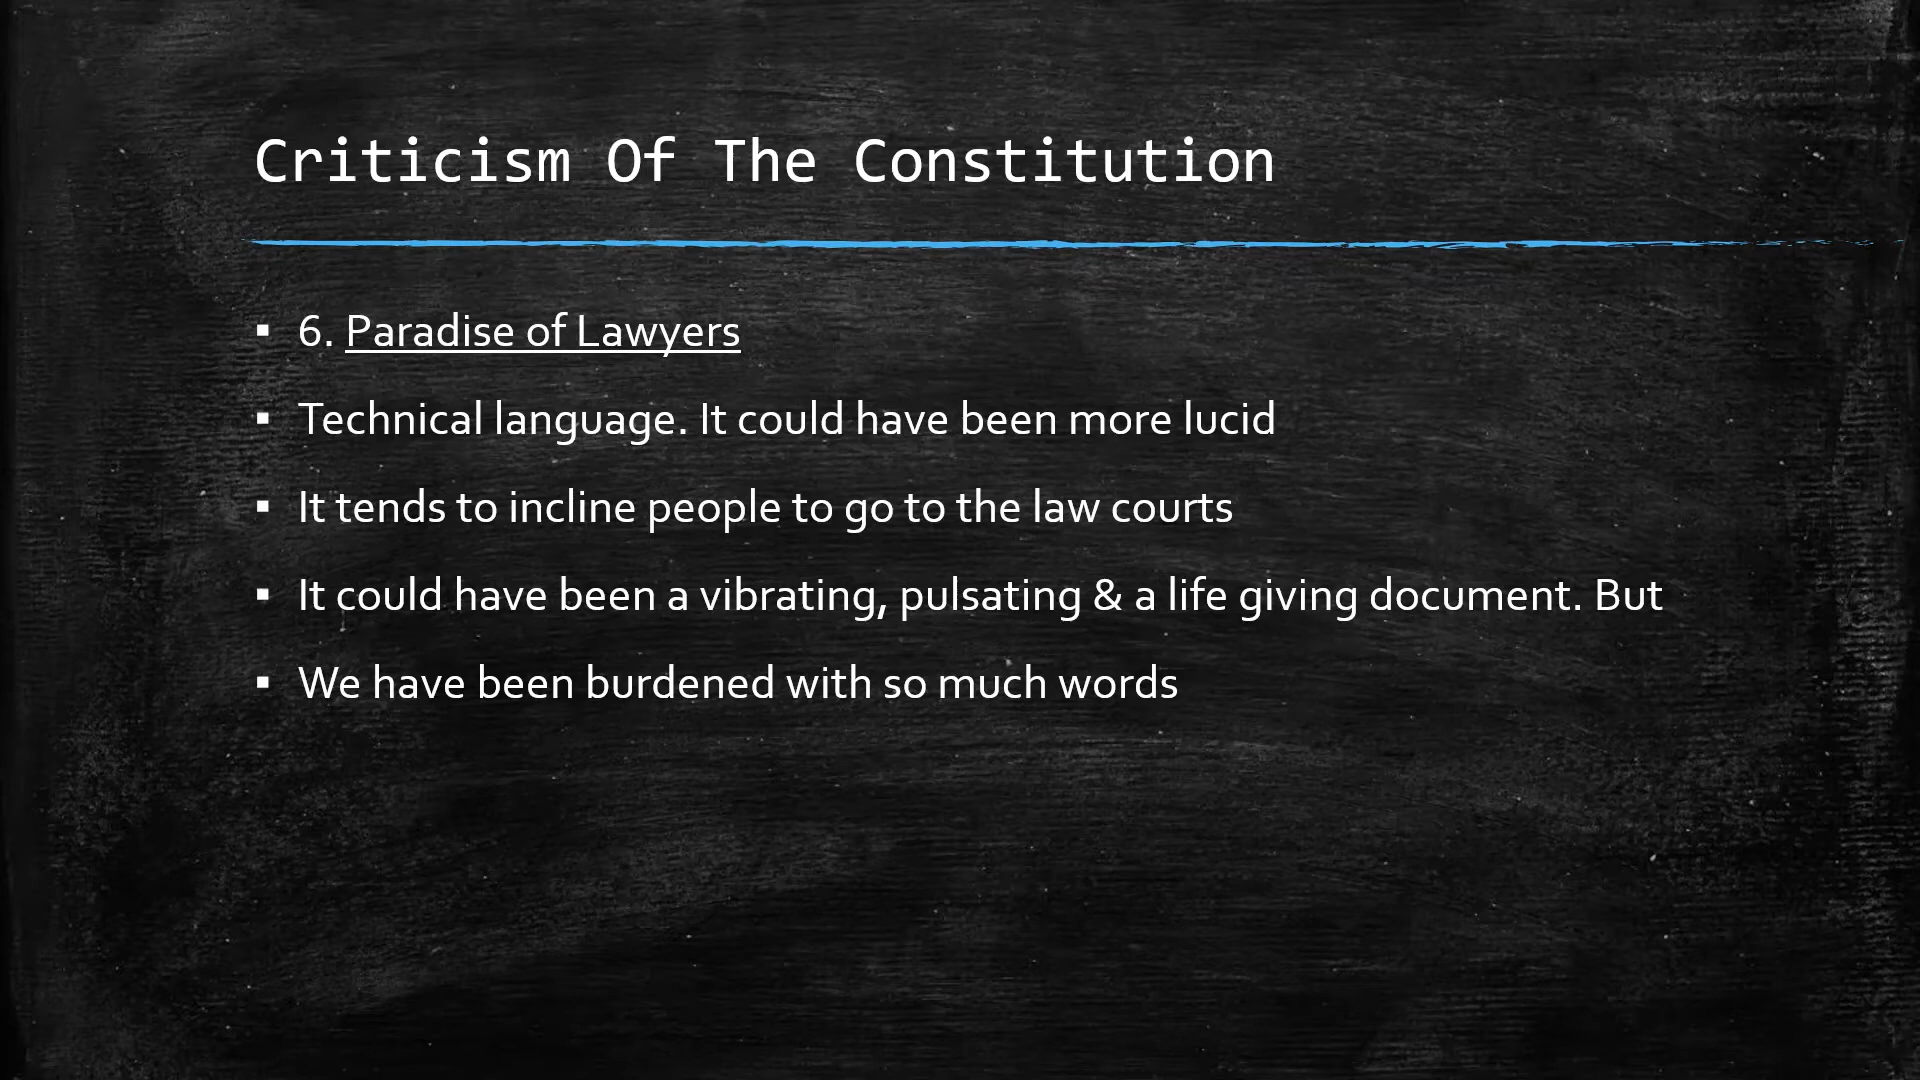 Criticism Of The Constitution
▪ 6. Paradise of Lawyers
▪ Technical language. It could have been more lucid
▪ It tends to incline people to go to the law courts
▪ It could have been a vibrating, pulsating & a life giving document. But
▪ We have been burdened with so much words